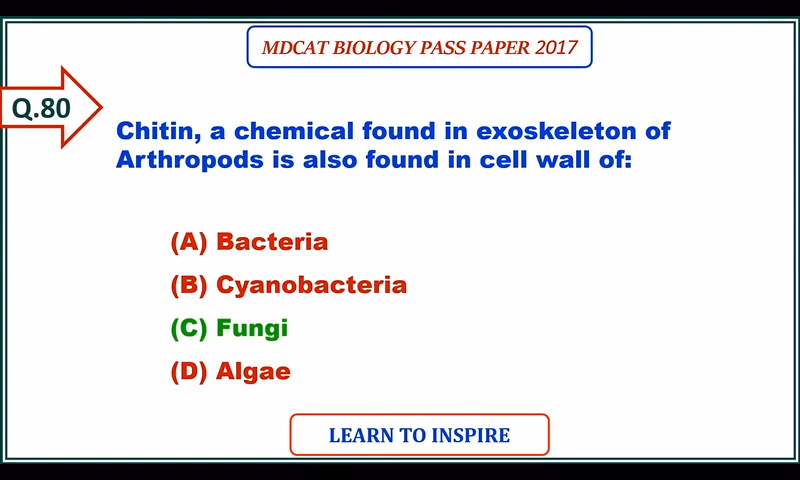 MDCAT BIOLOGY PASS PAPER 2017
Q.80
Chitin, a chemical found in exoskeleton of
Arthropods is also found in cell wall of:
(A) Bacteria
(B) Cyanobacteria
(C) Fungi
(D) Algae
LEARN TO INSPIRE